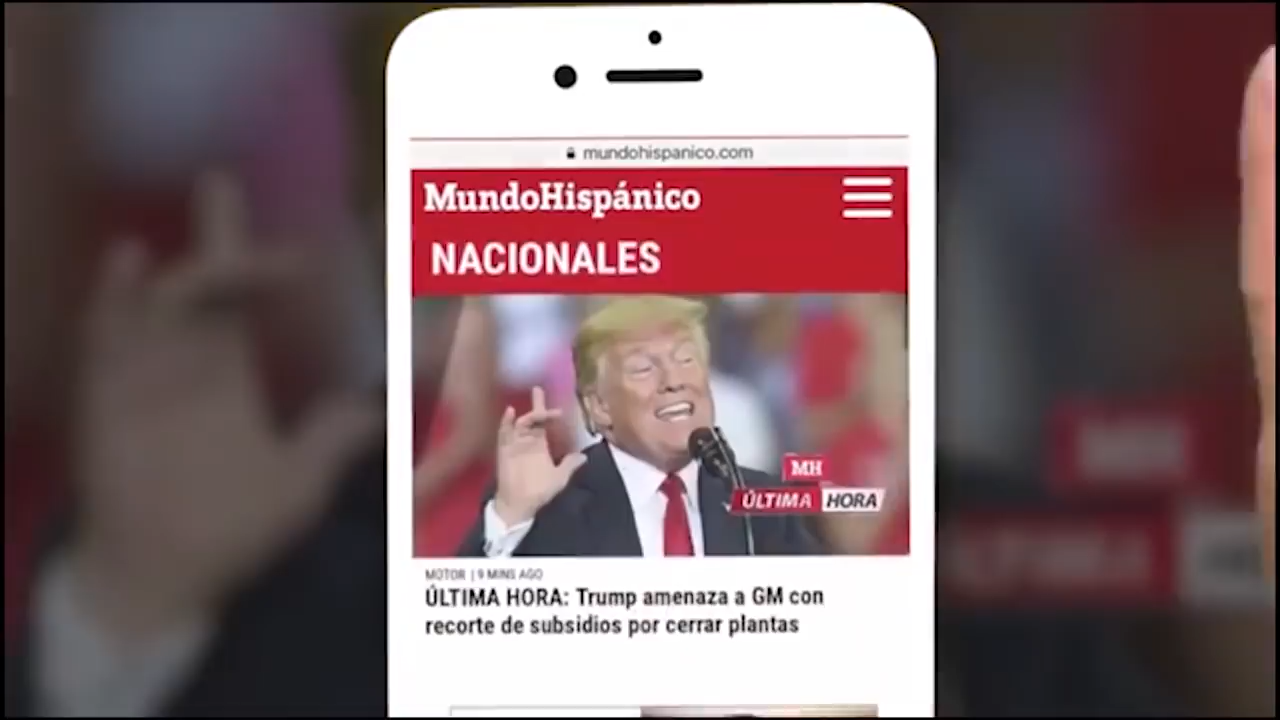 mundohispanico.com
MundoHispánico
NACIONALES
MH
ÚLTIMA HORA
MOTOR | 9 MINS AGO
ÚLTIMA HORA: Trump amenaza a GM con
recorte de subsidios por cerrar plantas